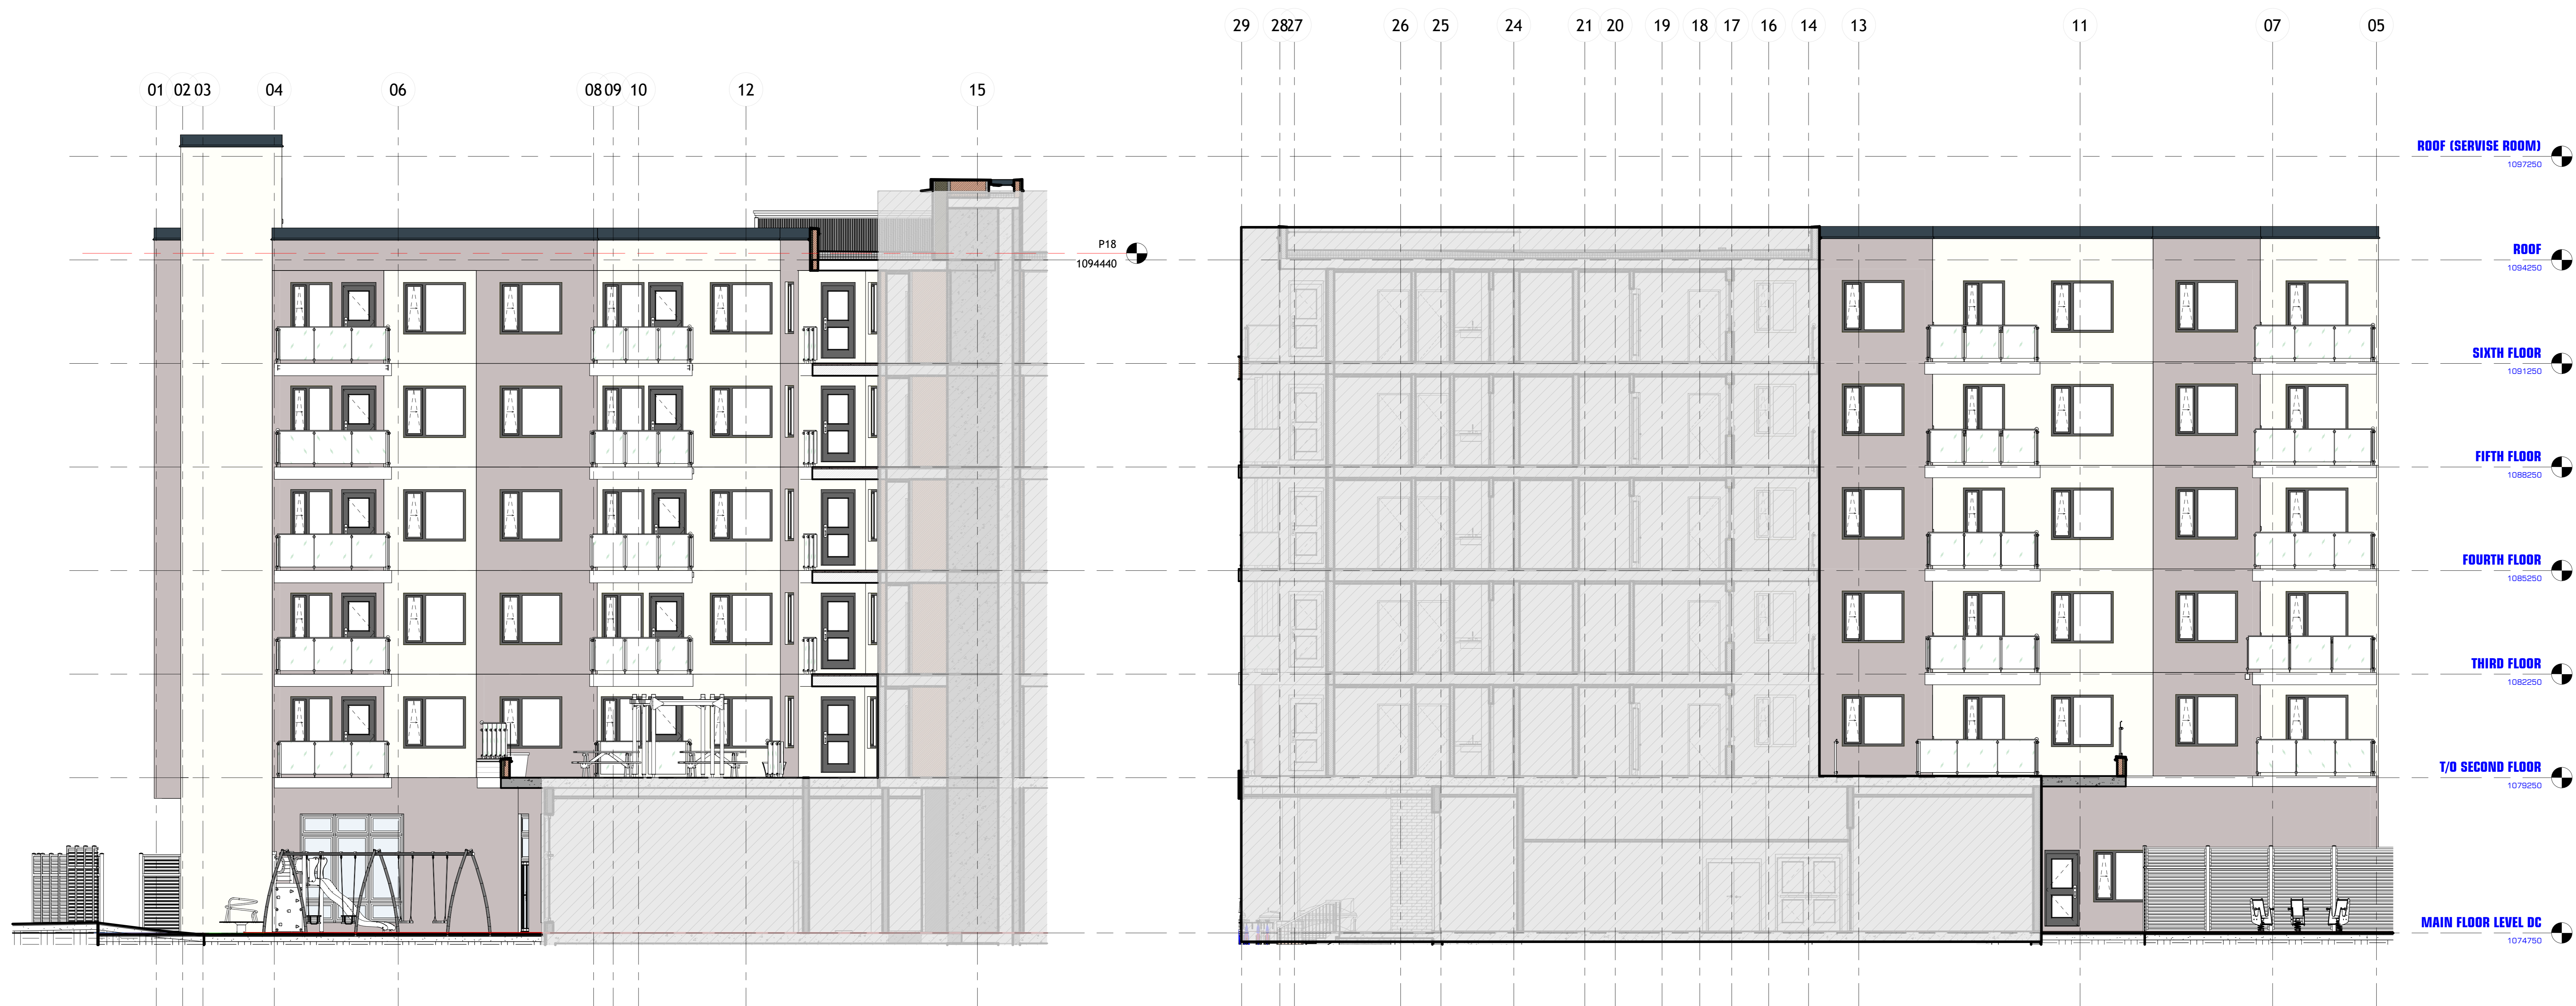 29 28 27 26 25 24 21 20 19 18 17 16 14 13 11 07 05
01 02 03 04 06 08 09 10 12 15
ROOF (SERVISE ROOM)
1097250
P18
1094440
ROOF
1094250
SIXTH FLOOR
1091250
FIFTH FLOOR
1088250
FOURTH FLOOR
1085250
THIRD FLOOR
1082250
T/O SECOND FLOOR
1079250
MAIN FLOOR LEVEL DC
1074750